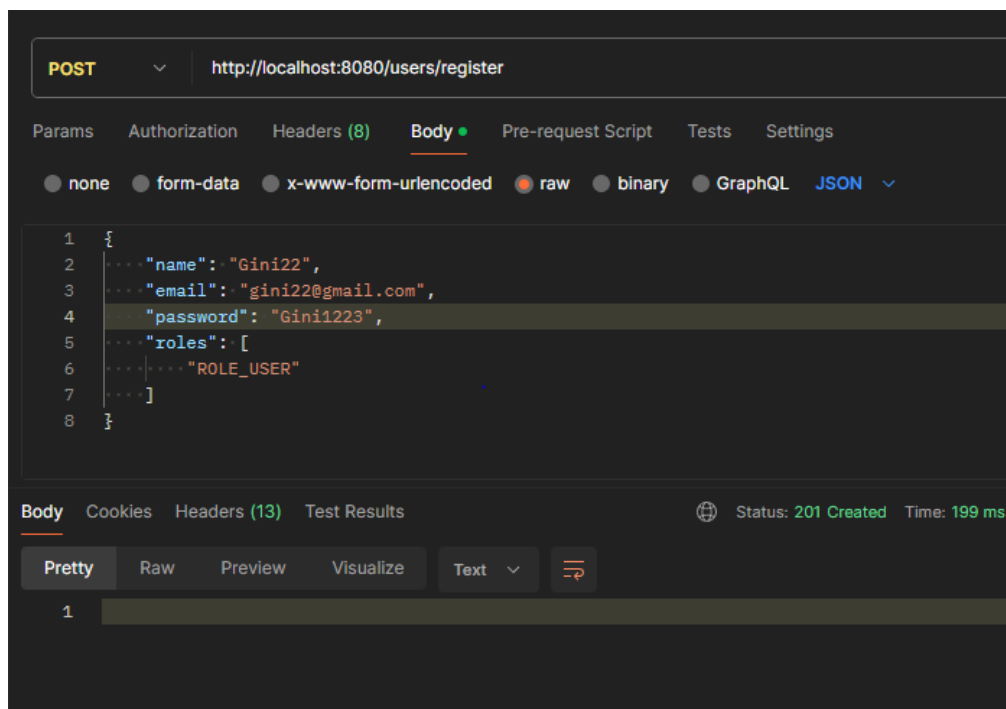 POST http://localhost:8080/users/register
Params Authorization Headers (8) Body Pre-request Script Tests Settings
none form-data x-www-form-urlencoded raw binary GraphQL JSON
1 {
2 "name": "Gini22",
3 "email": "gini22@gmail.com",
4 "password": "Gini1223",
5 "roles": [
6 "ROLE_USER"
7 ]
8 }
Body Cookies Headers (13) Test Results Status: 201 Created Time: 199 ms
Pretty Raw Preview Visualize Text
1